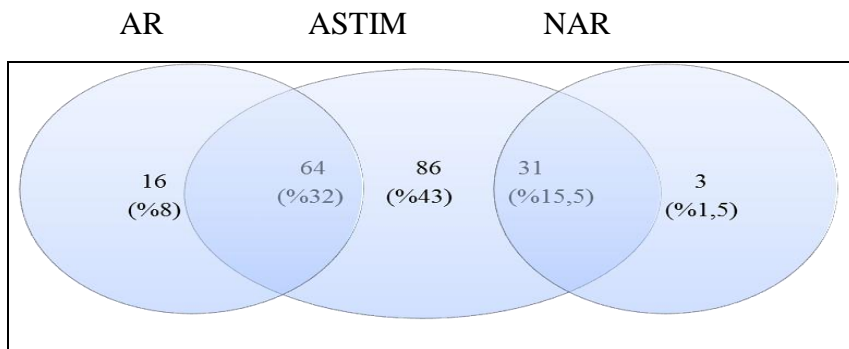 AR ASTIM NAR
64 86 31
16 3
(%32) (%43) (%15,5)
(%8) (%1,5)